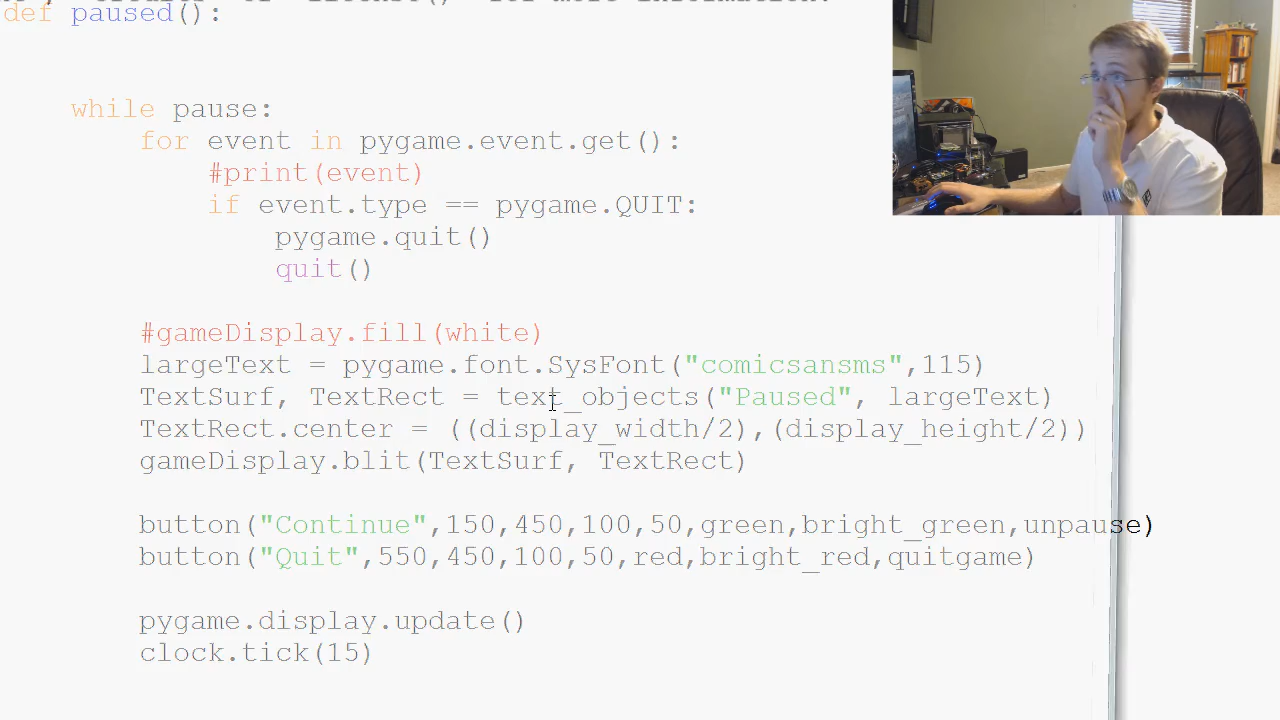 def paused():
while pause:
for event in pygame.event.get():
#print(event)
if event.type == pygame.QUIT:
pygame.quit()
quit()
#gameDisplay.fill(white)
largeText = pygame.font.SysFont("comicsansms",115)
TextSurf, TextRect = text_objects("Paused", largeText)
TextRect.center = ((display_width/2),(display_height/2))
gameDisplay.blit(TextSurf, TextRect)
button("Continue",150,450,100,50,green,bright_green,unpause)
button("Quit",550,450,100,50,red,bright_red,quitgame)
pygame.display.update()
clock.tick(15)